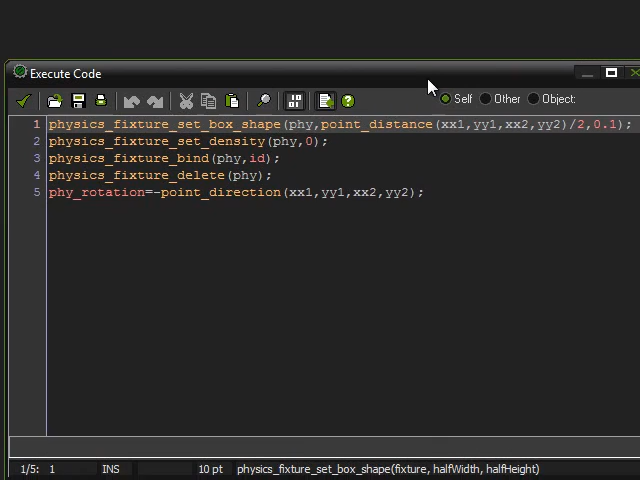 Execute Code
Self Other Object:
1 physics_fixture_set_box_shape(phy,point_distance(xx1,yy1,xx2,yy2)/2,0.1);
2 physics_fixture_set_density(phy,0);
3 physics_fixture_bind(phy,id);
4 physics_fixture_delete(phy);
5 phy_rotation=-point_direction(xx1,yy1,xx2,yy2);
1/5: 1 INS 10 pt physics_fixture_set_box_shape(fixture, halfWidth, halfHeight)